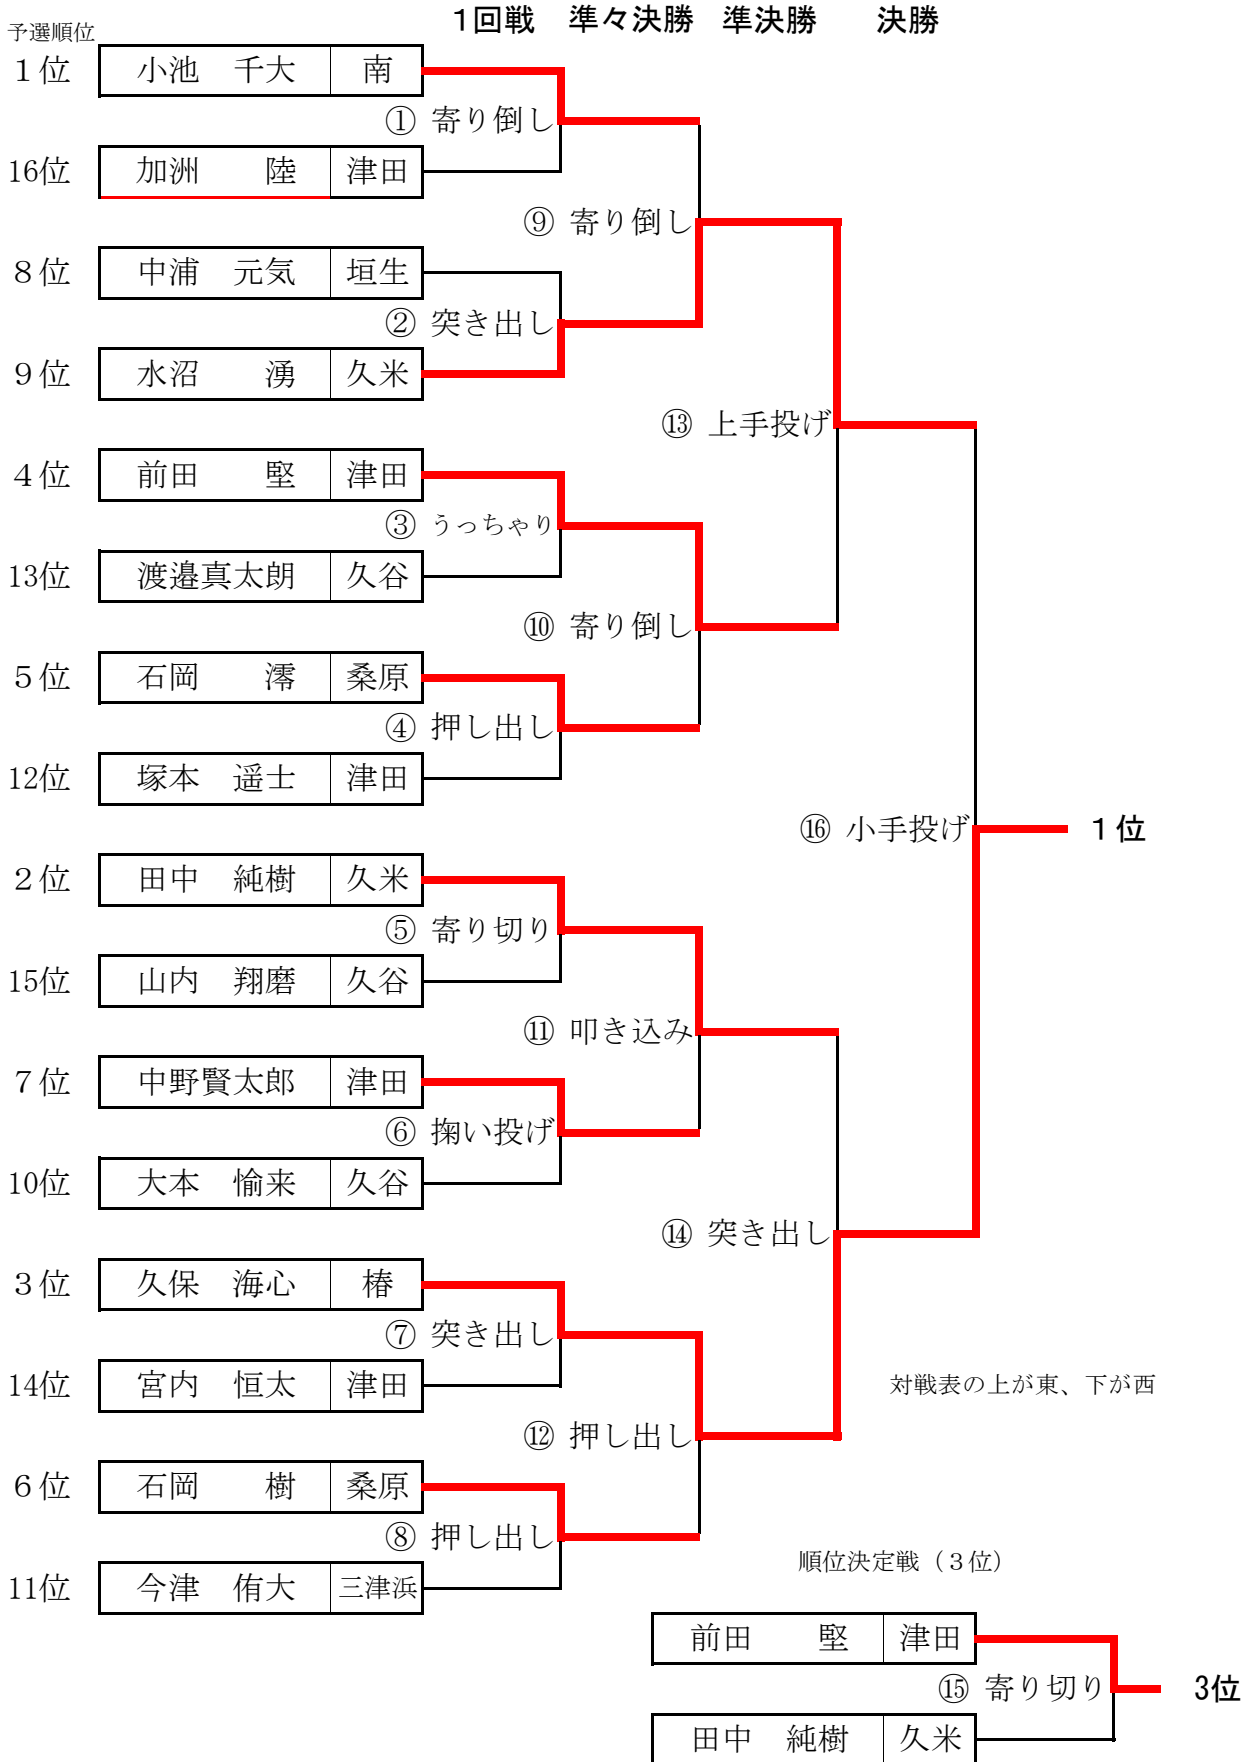 1回戦 準々決勝 準決勝 決勝
予選順位
1位 小池 千大 南
① 寄り倒し
16位 加洲 陸 津田
⑨ 寄り倒し
8位 中浦 元気 垣生
② 突き出し
9位 水沼 湧 久米
⑬ 上手投げ
4位 前田 堅 津田
③ うっちゃり
13位 渡邉真太朗 久谷
⑩ 寄り倒し
5位 石岡 澪 桑原
④ 押し出し
12位 塚本 遥士 津田
⑯ 小手投げ 1位
2位 田中 純樹 久米
⑤ 寄り切り
15位 山内 翔磨 久谷
⑪ 叩き込み
7位 中野賢太郎 津田
⑥ 掬い投げ
10位 大本 愉来 久谷
⑭ 突き出し
3位 久保 海心 椿
⑦ 突き出し
14位 宮内 恒太 津田
対戦表の上が東、下が西
⑫ 押し出し
6位 石岡 樹 桑原
⑧ 押し出し
11位 今津 侑大 三津浜
順位決定戦（3位）
前田 堅 津田
⑮ 寄り切り 3位
田中 純樹 久米